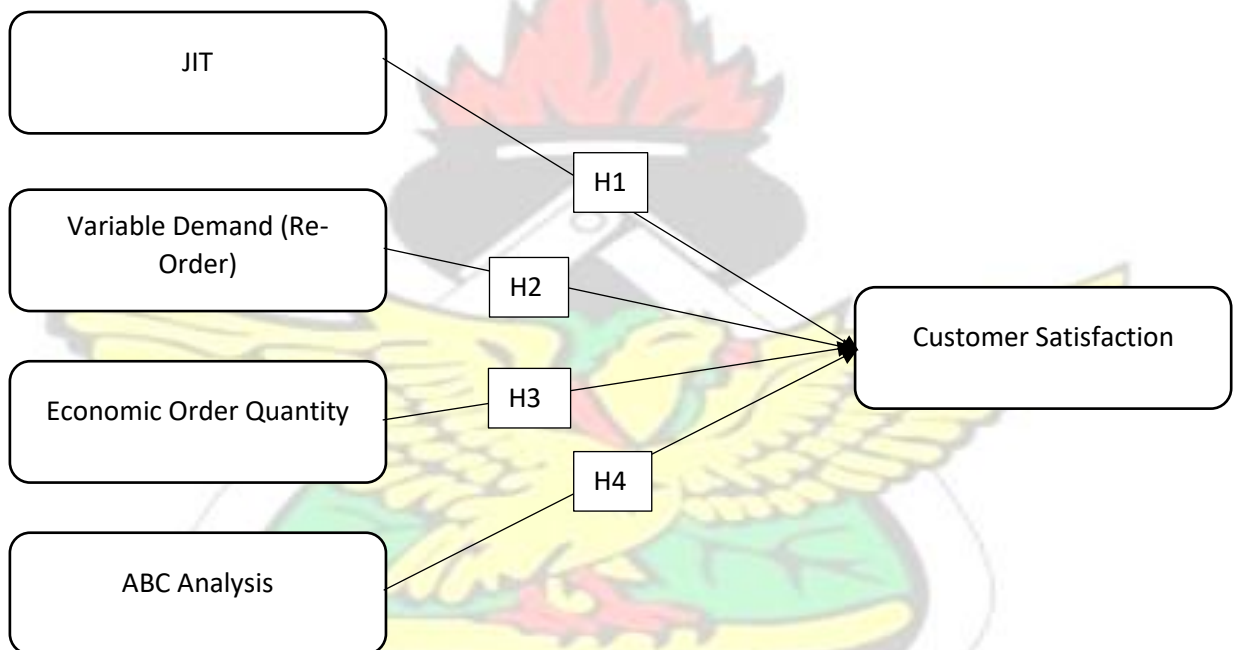 JIT
H1
Variable Demand (Re-
Order)
H2
Customer Satisfaction
Economic Order Quantity
H3
H4
ABC Analysis